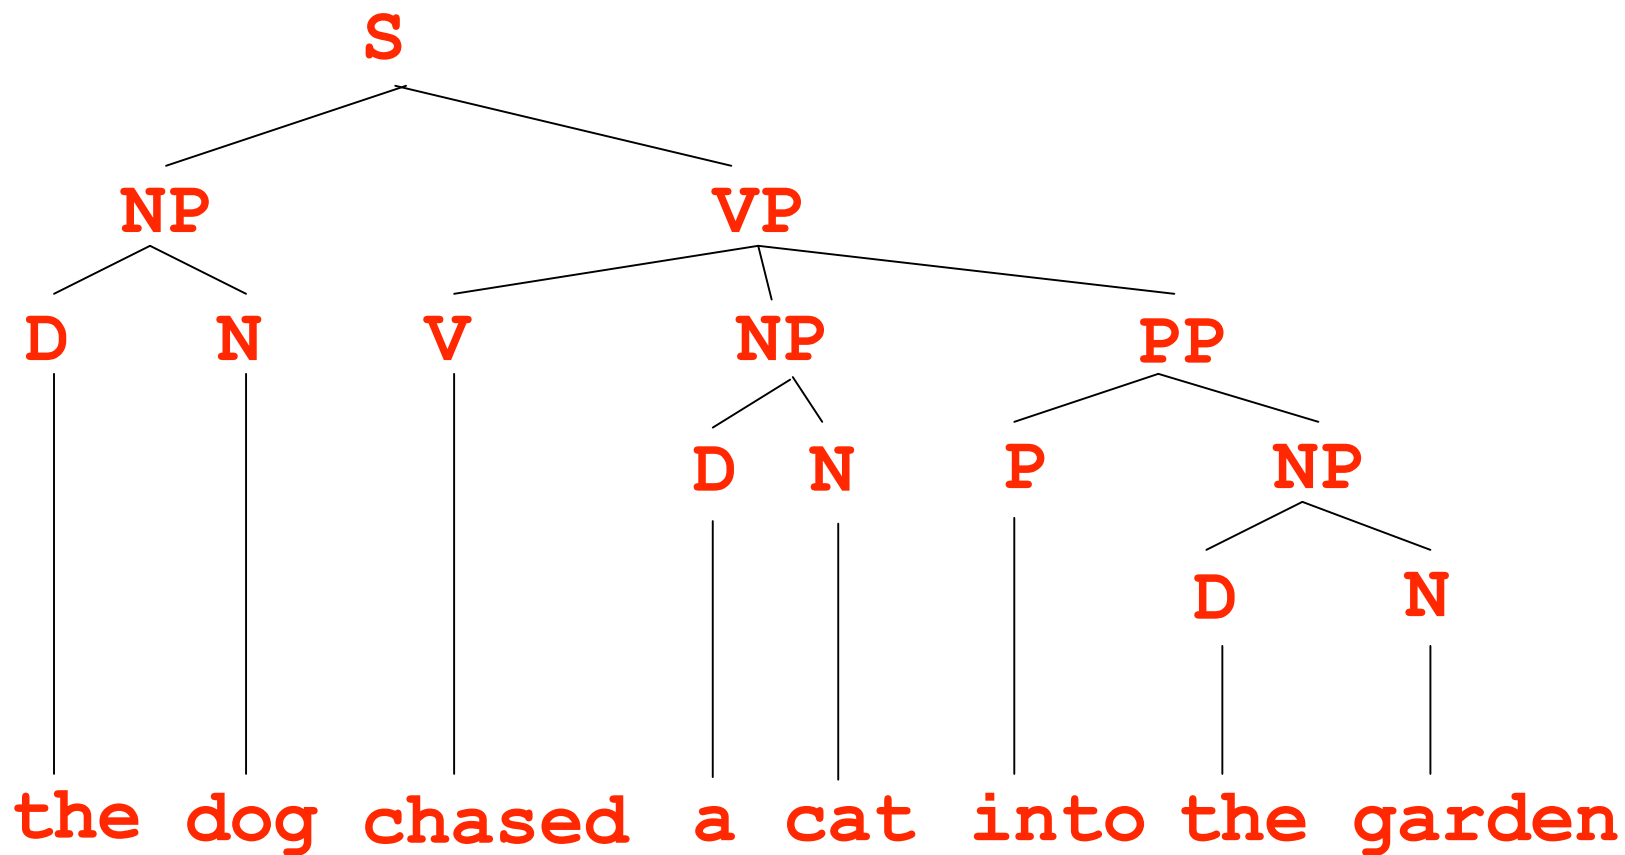 S
NP VP
D N V NP PP
D N P NP
D N
the dog chased a cat into the garden